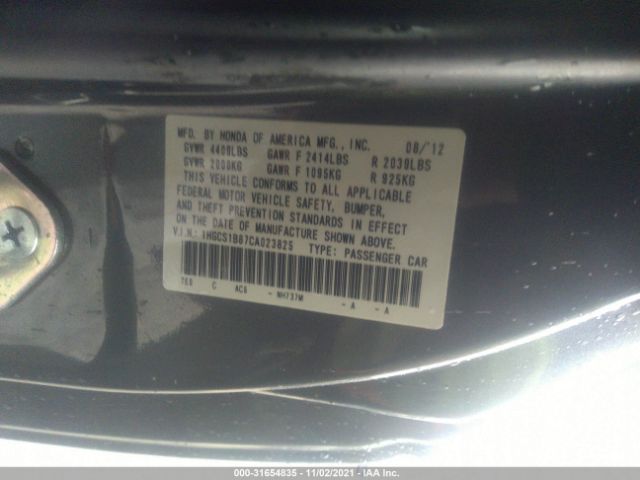 MFD. BY HONDA OF AMERICA MFG., INC. 08/'12
GVWR 4409LBS GAWR F 2414LBS R 2039LBS
GVWR 2000KG GAWR F 1095KG R 925KG
THIS VEHICLE CONFORMS TO ALL APPLICABLE
FEDERAL MOTOR VEHICLE SAFETY, BUMPER,
AND THEFT PREVENTION STANDARDS IN EFFECT
ON THE DATE OF MANUFACTURE SHOWN ABOVE.
V.I.N.: 1HGCS1B87CA023825 TYPE: PASSENGER CAR
TE0 C AC6 - NH737M - A - A
000-31654835 - 11/02/2021 - IAA Inc.